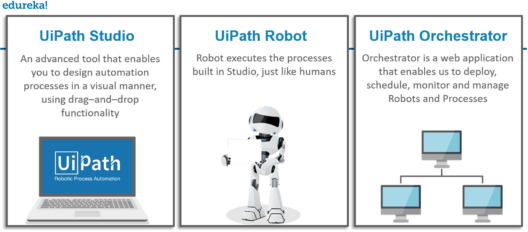 edureka!
UiPath Studio
An advanced tool that enables
you to design automation
processes in a visual manner,
using drag–and–drop
functionality
UiPath
Robotic Process Automation
UiPath Robot
Robot executes the processes
built in Studio, just like humans
UiPath Orchestrator
Orchestrator is a web application
that enables us to deploy,
schedule, monitor and manage
Robots and Processes